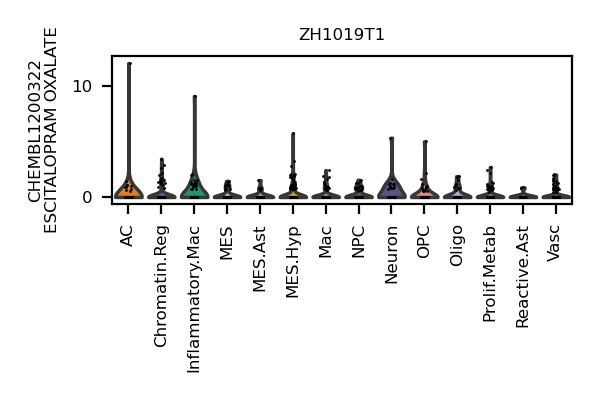 ZH1019T1
CHEMBL1200322
ESCITALOPRAM OXALATE
10
0
AC
Chromatin.Reg
Inflammatory.Mac
MES
MES.Ast
MES.Hyp
Mac
NPC
Neuron
OPC
Oligo
Prolif.Metab
Reactive.Ast
Vasc